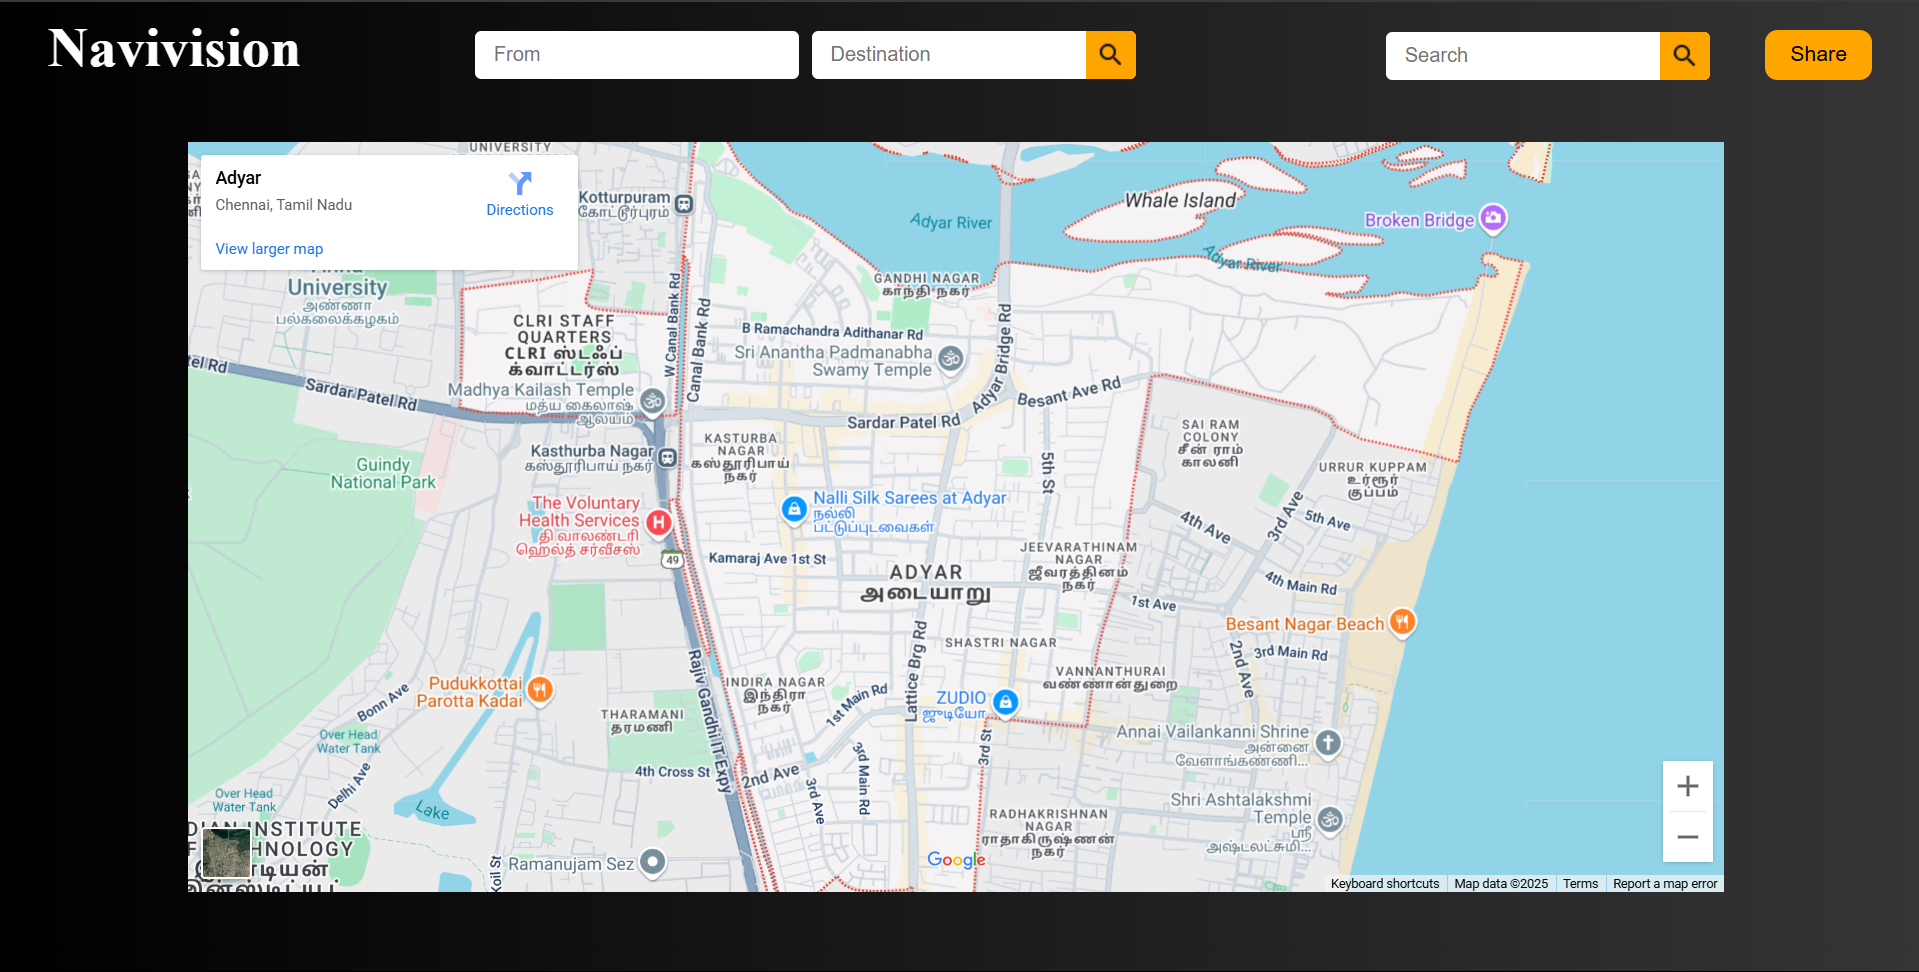 Navivision
From
Destination
Search
Share
Adyar
Chennai, Tamil Nadu
Directions
View larger map
UNIVERSITY
Kotturpuram
கோட்டூர்புரம்
Adyar River
Whale Island
Broken Bridge
Adyar River
University
அண்ணா
பல்கலைக்கழகம்
GANDHI NAGAR
காந்தி நகர்
CLRI STAFF
QUARTERS
CLRI ஸ்டஃப்
க்வாட்டர்ஸ்
W Canal Bank Rd
Canal Bank Rd
B Ramachandra Adithanar Rd
Sri Anantha Padmanabha
Swamy Temple
Adyar Bridge Rd
Besant Ave Rd
tel Rd
Sardar Patel Rd
Madhya Kailash Temple
மத்ய கைலாஷ்
ஆலயம்
Sardar Patel Rd
Kasthurba Nagar
கஸ்தூரிபாய் நகர்
KASTURBA
NAGAR
கஸ்தூரிபாய்
நகர்
SAI RAM
COLONY
சீன் ராம்
காலனி
URRUR KUPPAM
உர்ரூர்
குப்பம்
Guindy
National Park
5th St
The Voluntary
Health Services
தி வாலண்டரி
ஹெல்த் சர்வீசஸ்
H
49
Nalli Silk Sarees at Adyar
நல்லி
பட்டுப்புடவைகள்
4th Ave
3rd Ave
5th Ave
Kamaraj Ave 1st St
ADYAR
அடையாறு
JEEVARATHINAM
NAGAR
ஜீவரத்தினம்
நகர்
1st Ave
4th Main Rd
Besant Nagar Beach
3rd Main Rd
2nd Ave
SHASTRI NAGAR
Lattice Brg Rd
VANNANTHURAI
வண்ணான்துறை
Rajiv Gandhi IT Expy
INDIRA NAGAR
இந்திரா
நகர்
1st Main Rd
ZUDIO
ஜுடியோ
Pudukkottai
Parotta Kadai
Bonn Ave
THARAMANI
தரமணி
Over Head
Water Tank
Annai Vailankanni Shrine
அன்னை
வேளாங்கண்ணி...
3rd St
4th Cross St
2nd Ave
3rd Ave
3rd Main Rd
Delhi Ave
Over Head
Water Tank
Lake
Shri Ashtalakshmi
Temple
ஸ்ரீ
அஷ்டலட்சுமி...
RADHAKRISHNAN
NAGAR
ராதாகிருஷ்ணன்
நகர்
DIAN INSTITUTE
HNOLOGY
Koil St
Ramanujam Sez
Google
Keyboard shortcuts
Map data ©2025
Terms
Report a map error